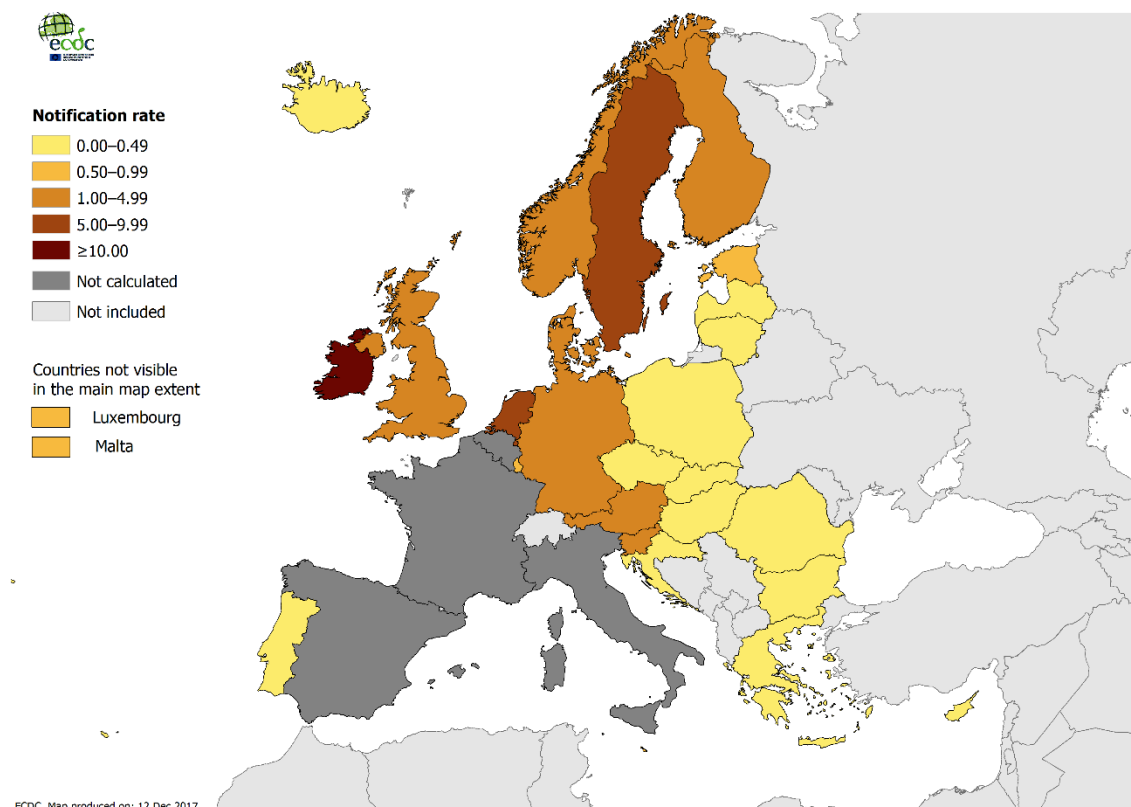 ecdc
Notification rate
0.00–0.49
0.50–0.99
1.00–4.99
5.00–9.99
≥10.00
Not calculated
Not included
Countries not visible
in the main map extent
Luxembourg
Malta
ECDC. Map produced on: 12 Dec 2017